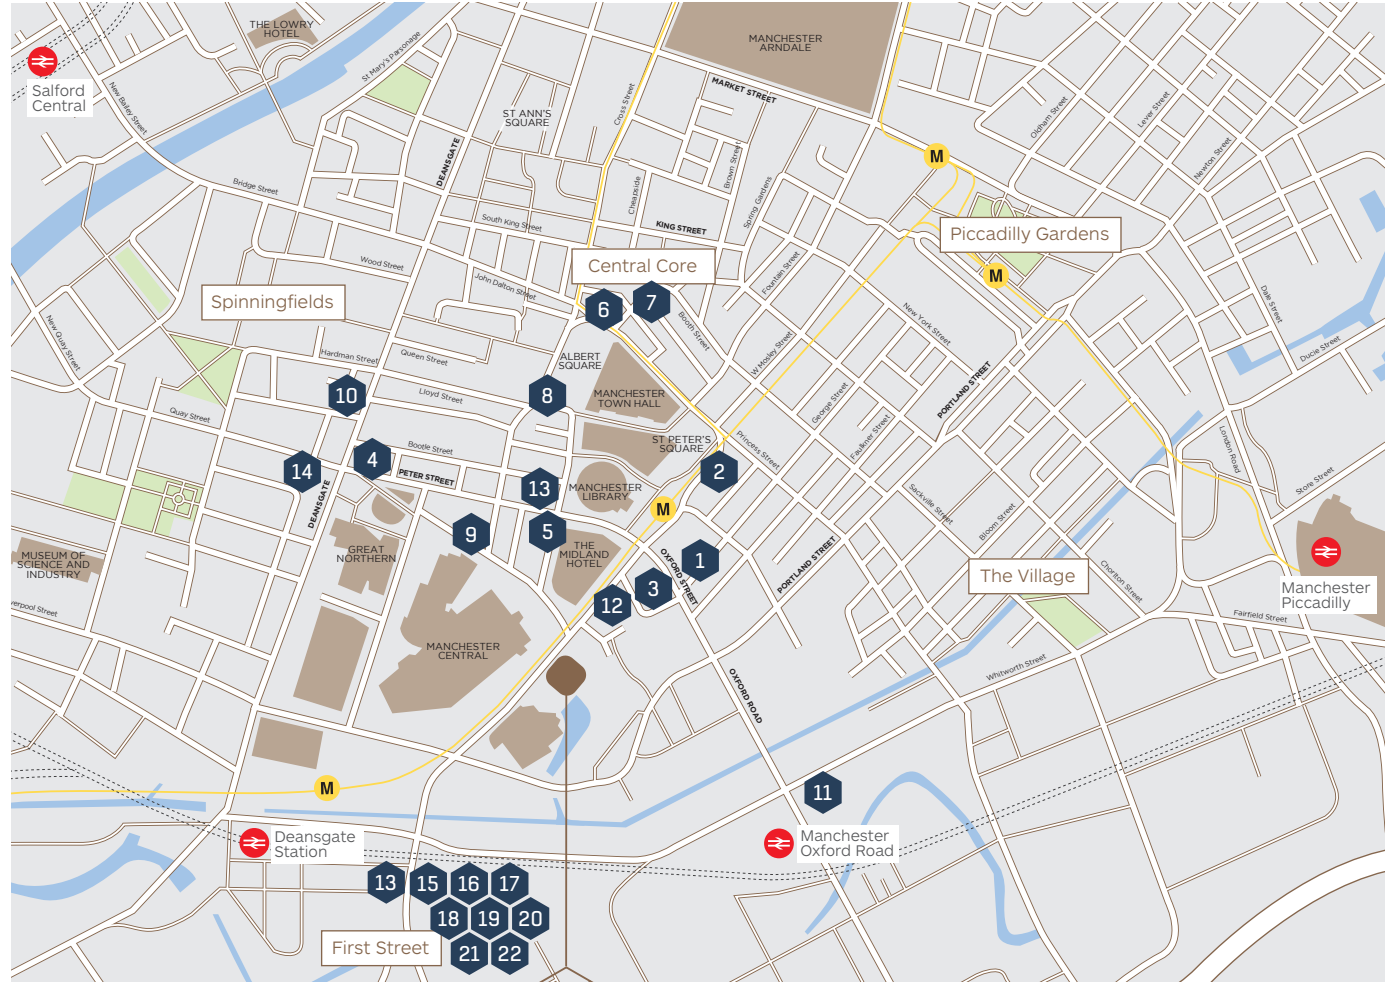 THE LOWRY
HOTEL
MANCHESTER
ARNDALE
St Mary's Parsonage
Salford
Central
New Bailey Street
MARKET STREET
Cross Street
ST ANN'S
SQUARE
Oldham Street
Lever Street
Newton Street
M
DEANSGATE
Brown Street
Cheapside
Spring Gardens
Bridge Street
South King Street
KING STREET
Piccadilly Gardens
Central Core
Wood Street
John Dalton Street
Fountain Street
M
Spinningfields
6
7
Dale Street
New Quay Street
Booth Street
New York Street
Hardman Street
Queen Street
ALBERT
SQUARE
W Mosley Street
Ducie Street
10
Lloyd Street
8
MANCHESTER
TOWN HALL
George Street
PORTLAND STREET
Quay Street
Faulkner Street
Bootle Street
ST PETER'S
SQUARE
Princess Street
London Road
14
4
PETER STREET
2
13
MANCHESTER
LIBRARY
Sackville Street
Store Street
DEANSGATE
M
Bloom Street
9
5
THE
MIDLAND
HOTEL
GREAT
NORTHERN
MUSEUM OF
SCIENCE AND
INDUSTRY
OXFORD STREET
1
PORTLAND STREET
The Village
Chorlton Street
3
12
Manchester
Piccadilly
verpool Street
Fairfield Street
MANCHESTER
CENTRAL
Whitworth Street
OXFORD ROAD
M
11
Deansgate
Station
Manchester
Oxford Road
13
15
16
17
18
19
20
First Street
21
22